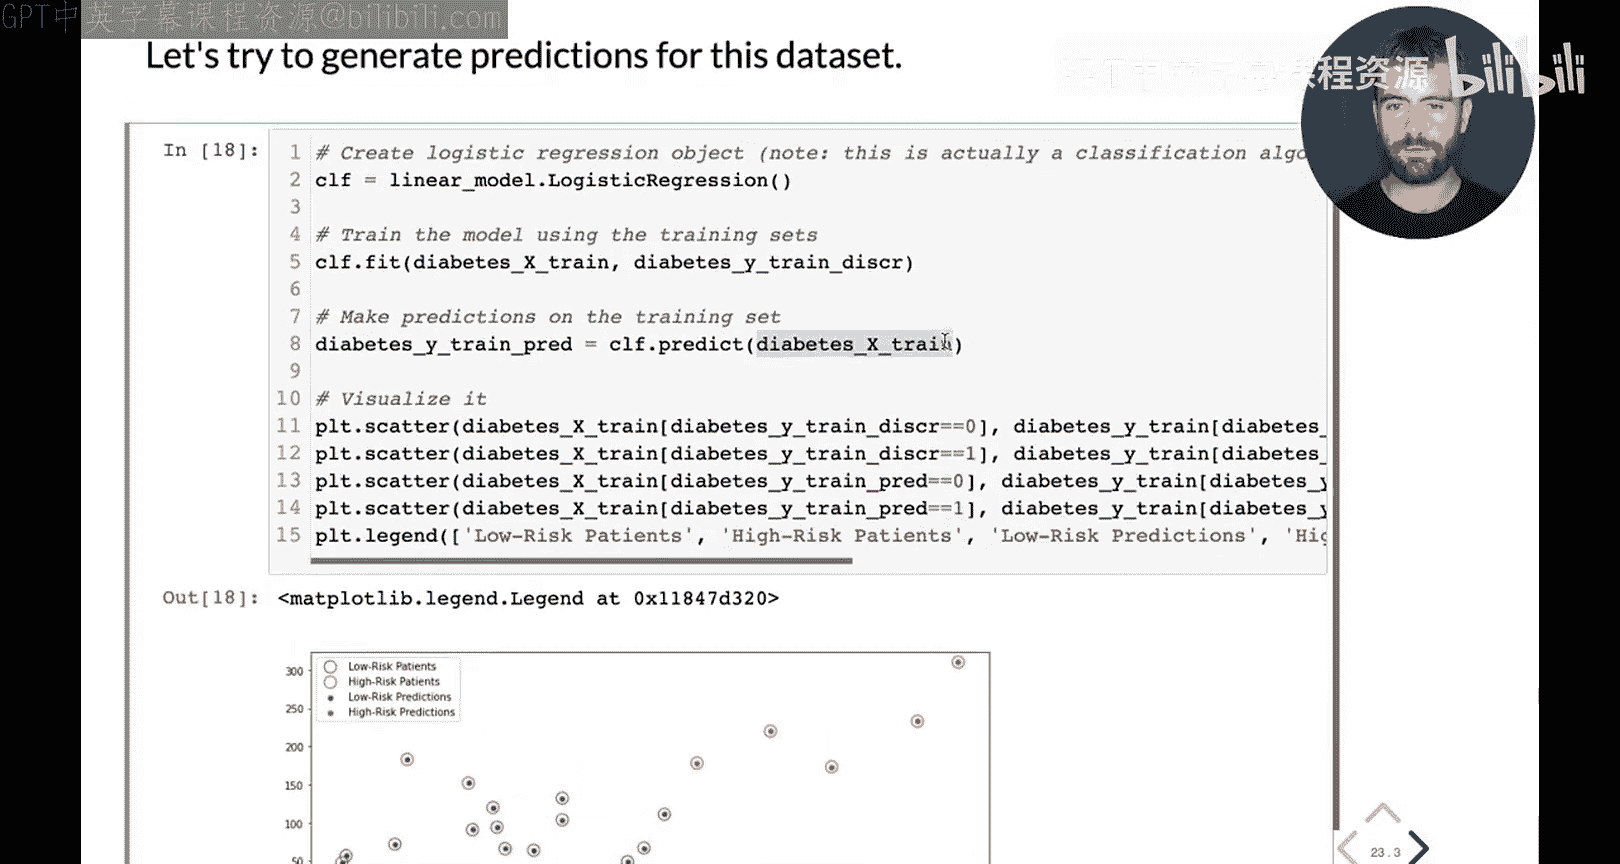 GPT中英字幕课程资源@bilibili.com
Let's try to generate predictions for this dataset.
课程资源 bilibili
In [18]:
1 # Create logistic regression object (note: this is actually a classification algo
2 clf = linear_model.LogisticRegression()
3
4 # Train the model using the training sets
5 clf.fit(diabetes_X_train, diabetes_y_train_discr)
6
7 # Make predictions on the training set
8 diabetes_y_train_pred = clf.predict(diabetes_X_train)
9
10 # Visualize it
11 plt.scatter(diabetes_X_train[diabetes_y_train_discr==0], diabetes_y_train[diabetes_
12 plt.scatter(diabetes_X_train[diabetes_y_train_discr==1], diabetes_y_train[diabetes_
13 plt.scatter(diabetes_X_train[diabetes_y_train_pred==0], diabetes_y_train[diabetes_y
14 plt.scatter(diabetes_X_train[diabetes_y_train_pred==1], diabetes_y_train[diabetes_y
15 plt.legend(['Low-Risk Patients', 'High-Risk Patients', 'Low-Risk Predictions', 'Hig
Out[18]: <matplotlib.legend.Legend at 0x11847d320>
300
Low-Risk Patients
High-Risk Patients
Low-Risk Predictions
High-Risk Predictions
250
200
150
100
50
23.3